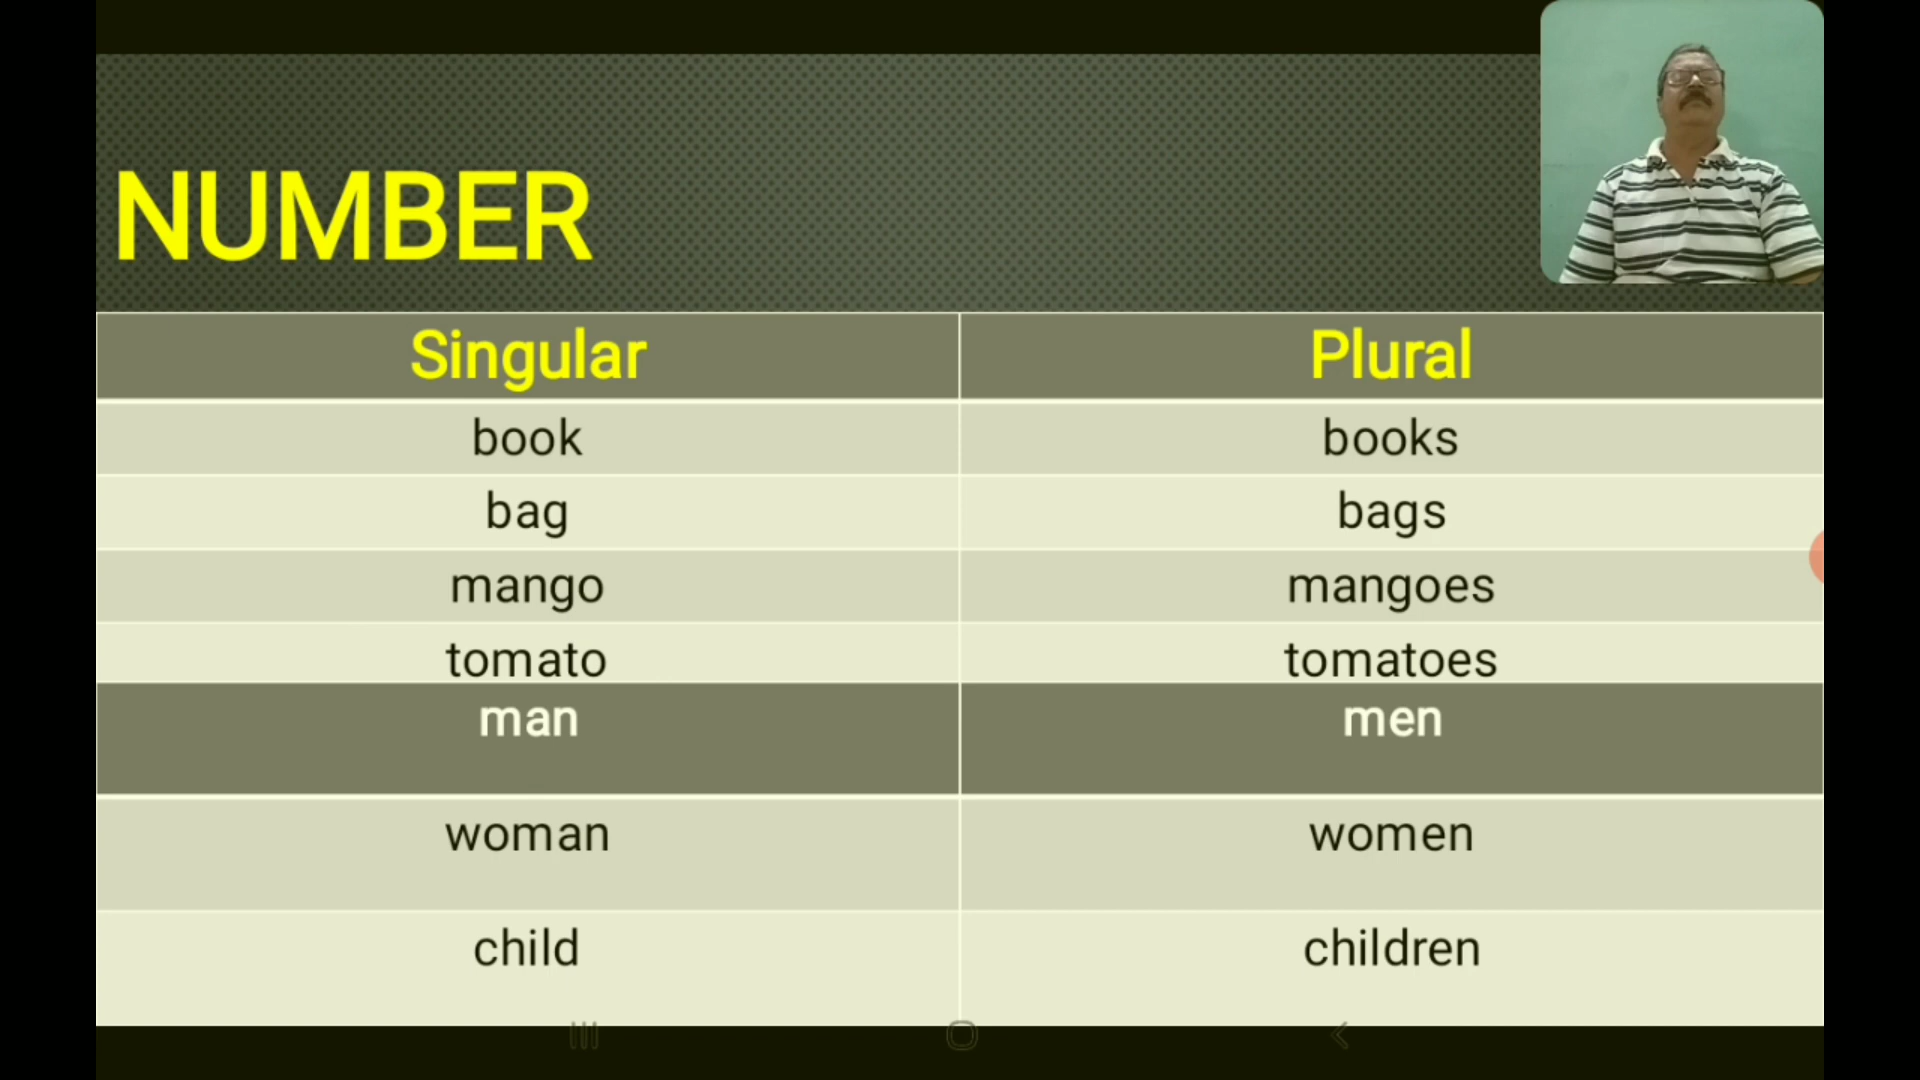 NUMBER
Singular Plural
book books
bag bags
mango mangoes
tomato tomatoes
man men
woman women
child children